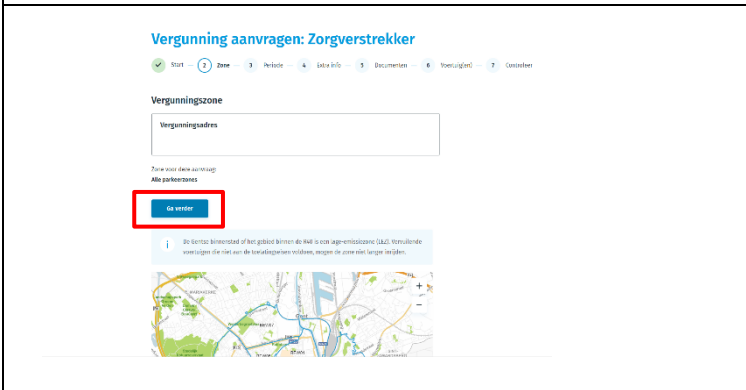 Vergunning aanvragen: Zorgverstrekker
Start – 2 Zone – 3 Periode – 4 Extra info – 5 Documenten – 6 Voertuig(en) – 7 Controleer
Vergunningszone
Vergunningsadres
Zone voor deze aanvraag:
Alle parkeerzones
Ga verder
i De Gentse binnenstad of het gebied binnen de R40 is een lage-emissiezone (LEZ). Vervuilende
voertuigen die niet aan de toelatingseisen voldoen, mogen de zone niet langer inrijden.
+
Gent
−